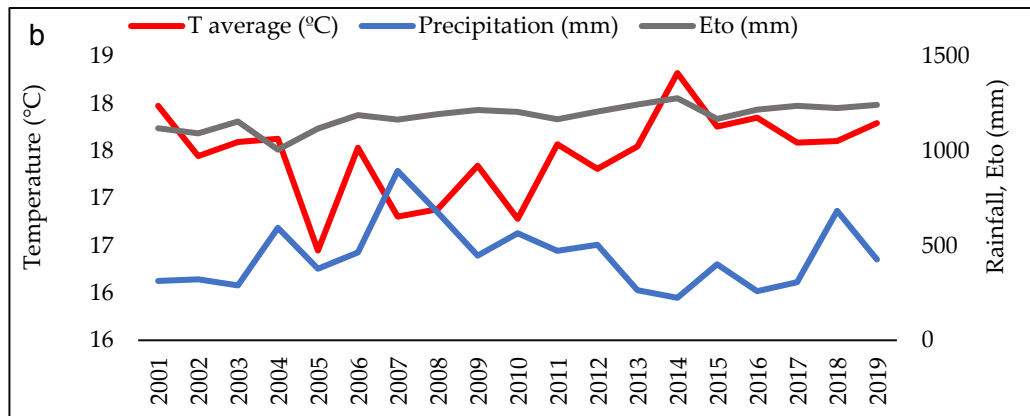 b
T average (ºC) Precipitation (mm) Eto (mm)
Temperature (°C)
19
18
18
17
17
16
16
Rainfall, Eto (mm)
1500
1000
500
0
2001 2002 2003 2004 2005 2006 2007 2008 2009 2010 2011 2012 2013 2014 2015 2016 2017 2018 2019